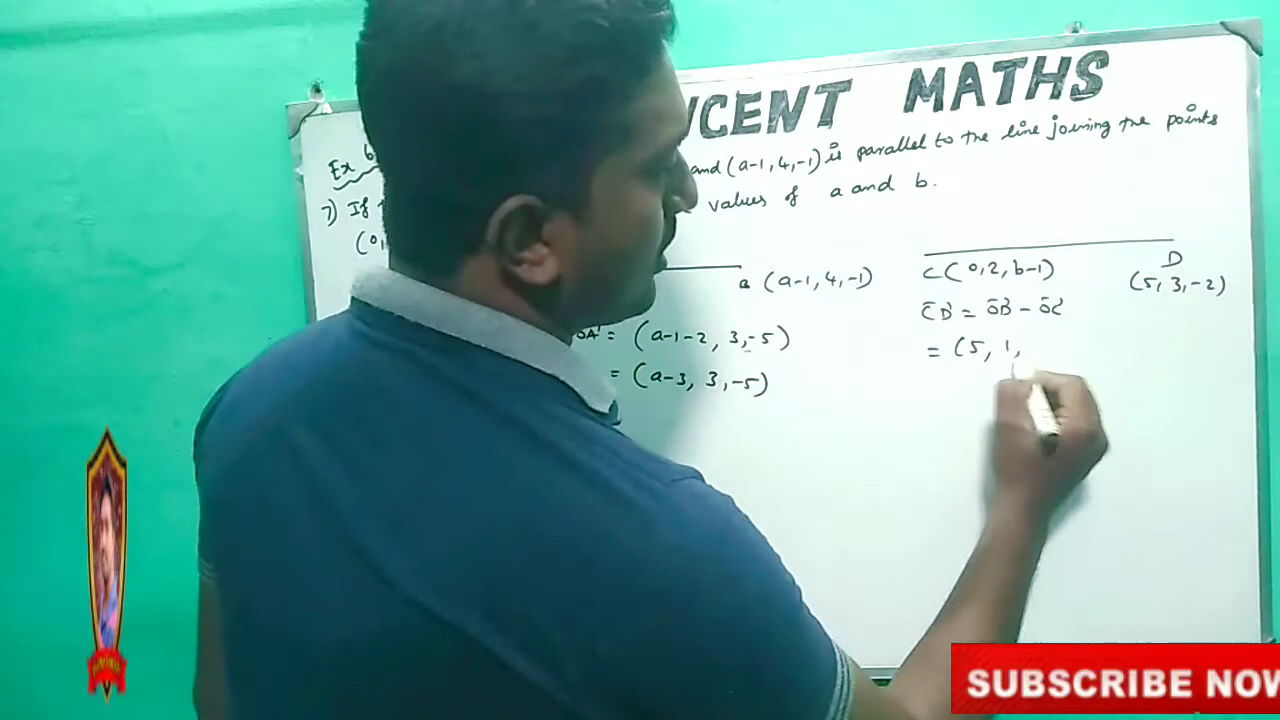 CENT MATHS
Ex 6
and (a-1, 4, -1) is parallel to the line joining the points
7) If
values of a and b.
(0,
B (a-1, 4, -1)
C (0, 2, b-1)
D
(5, 3, -2)
OA = (a-1-2, 3, -5)
= (a-3, 3, -5)
CD = OD - OC
= (5, 1,
SUBSCRIBE NOW